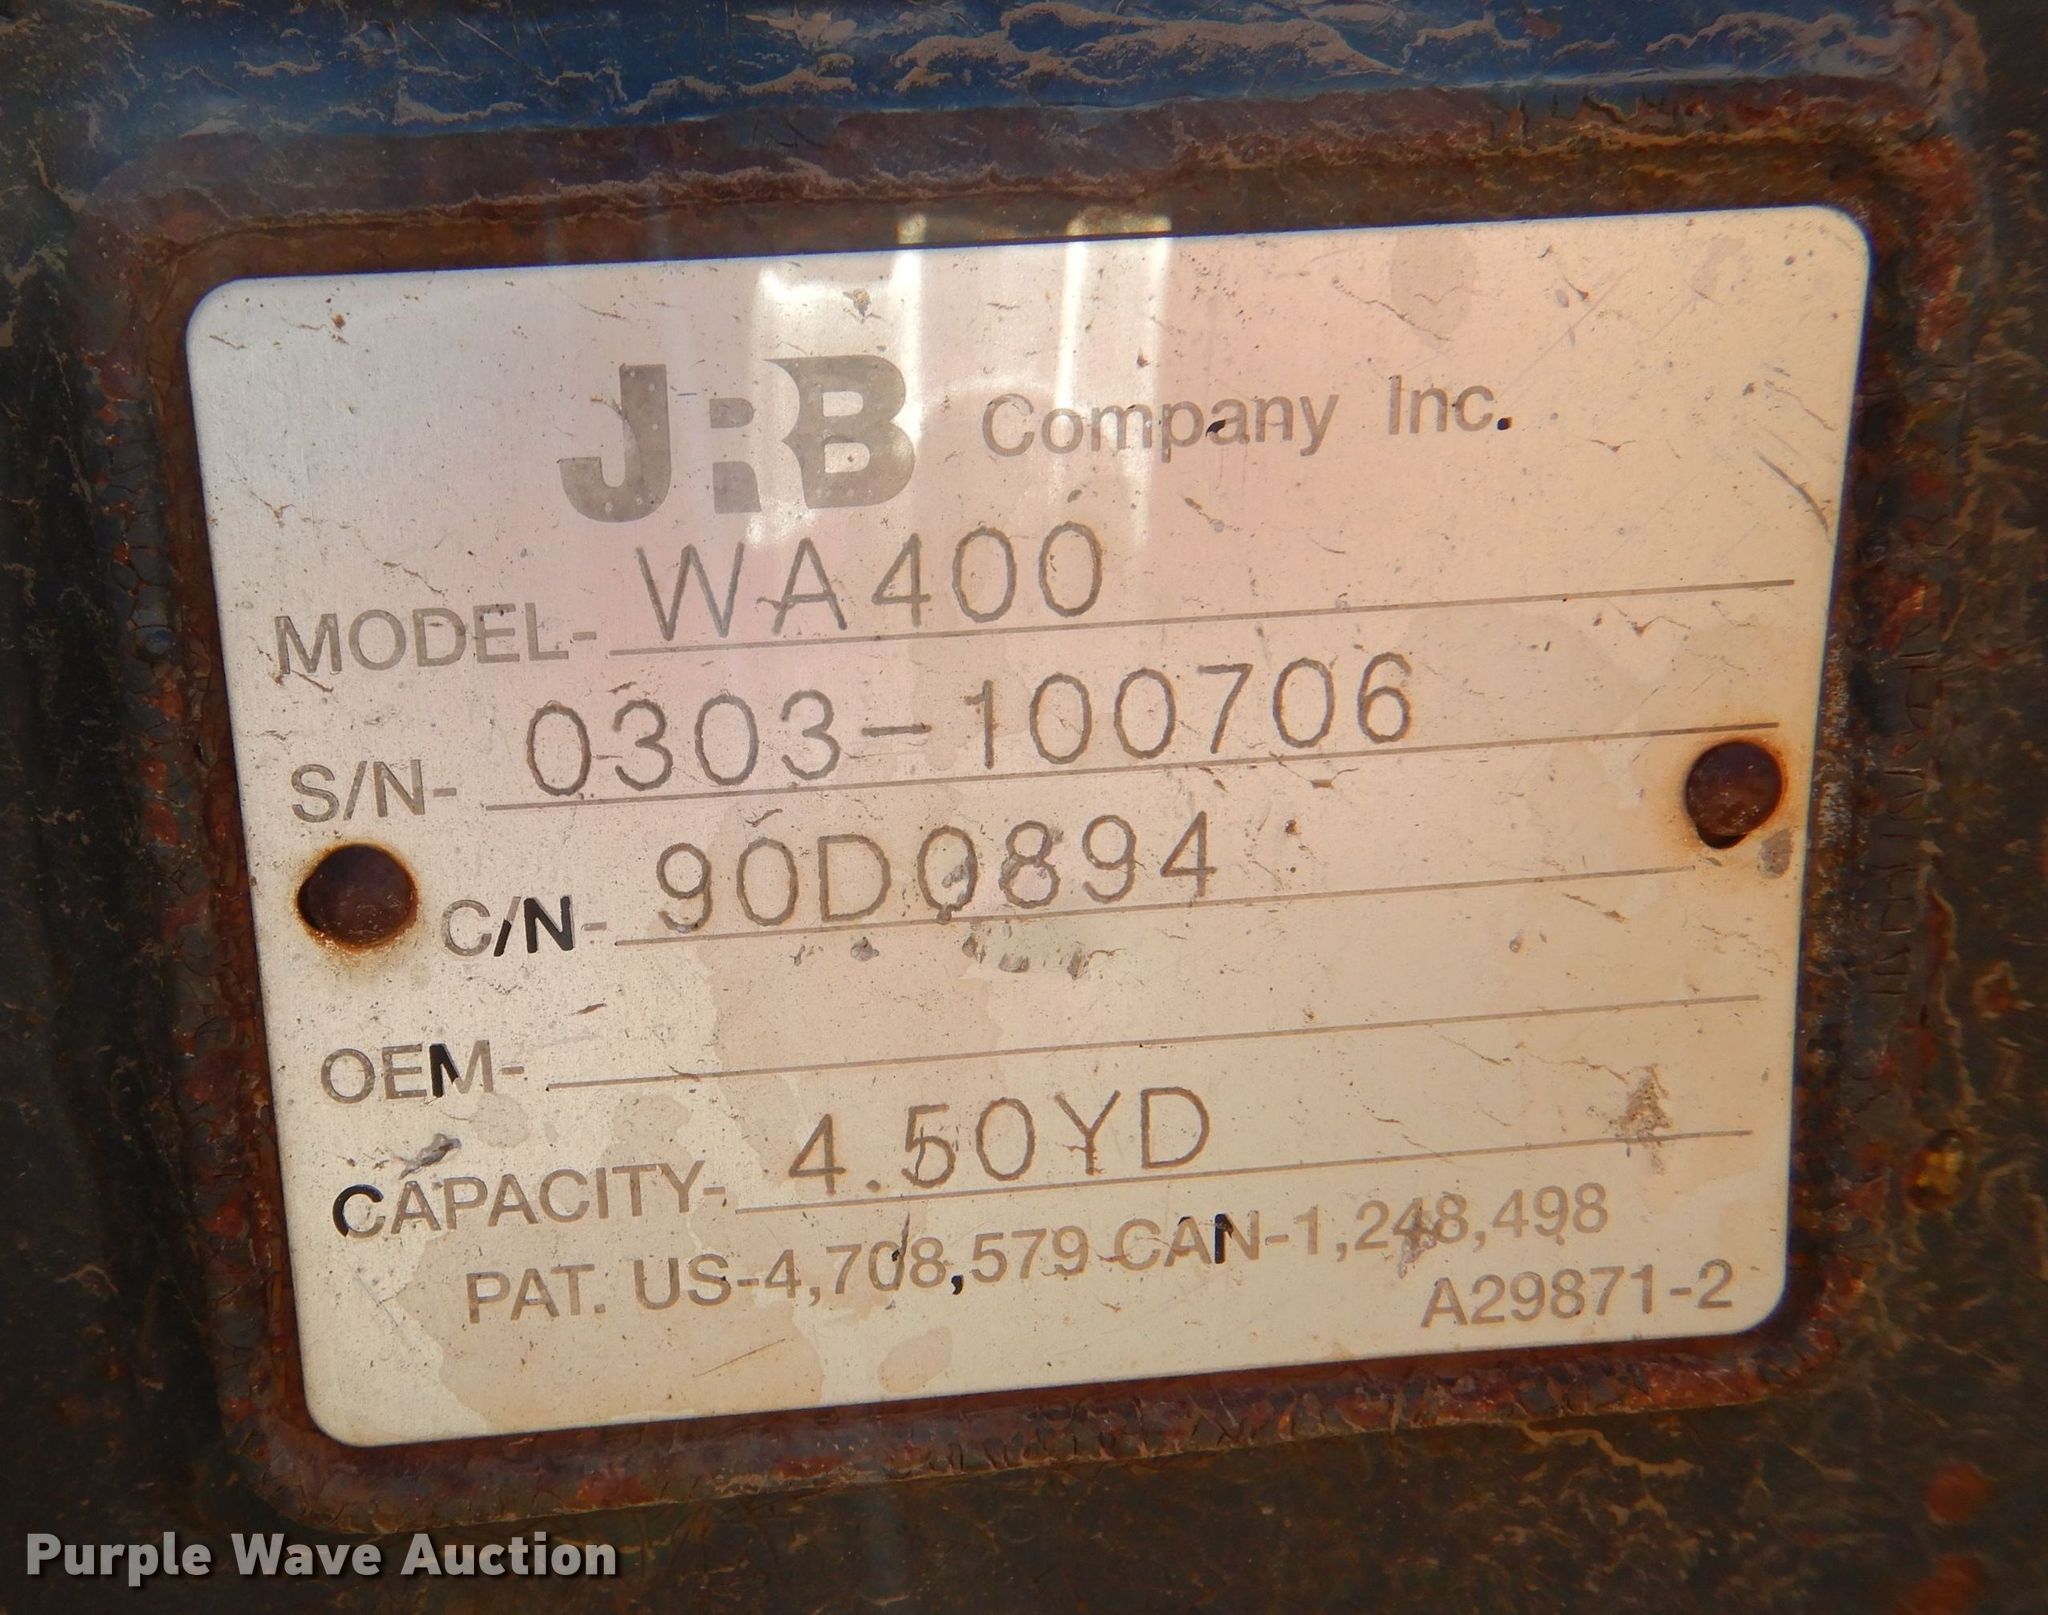 JRB Company Inc.
MODEL- WA400
S/N- 0303-100706
C/N- 90D0894
OEM-
CAPACITY- 4.50YD
PAT. US-4,708,579 CAN-1,248,498
A29871-2
Purple Wave Auction